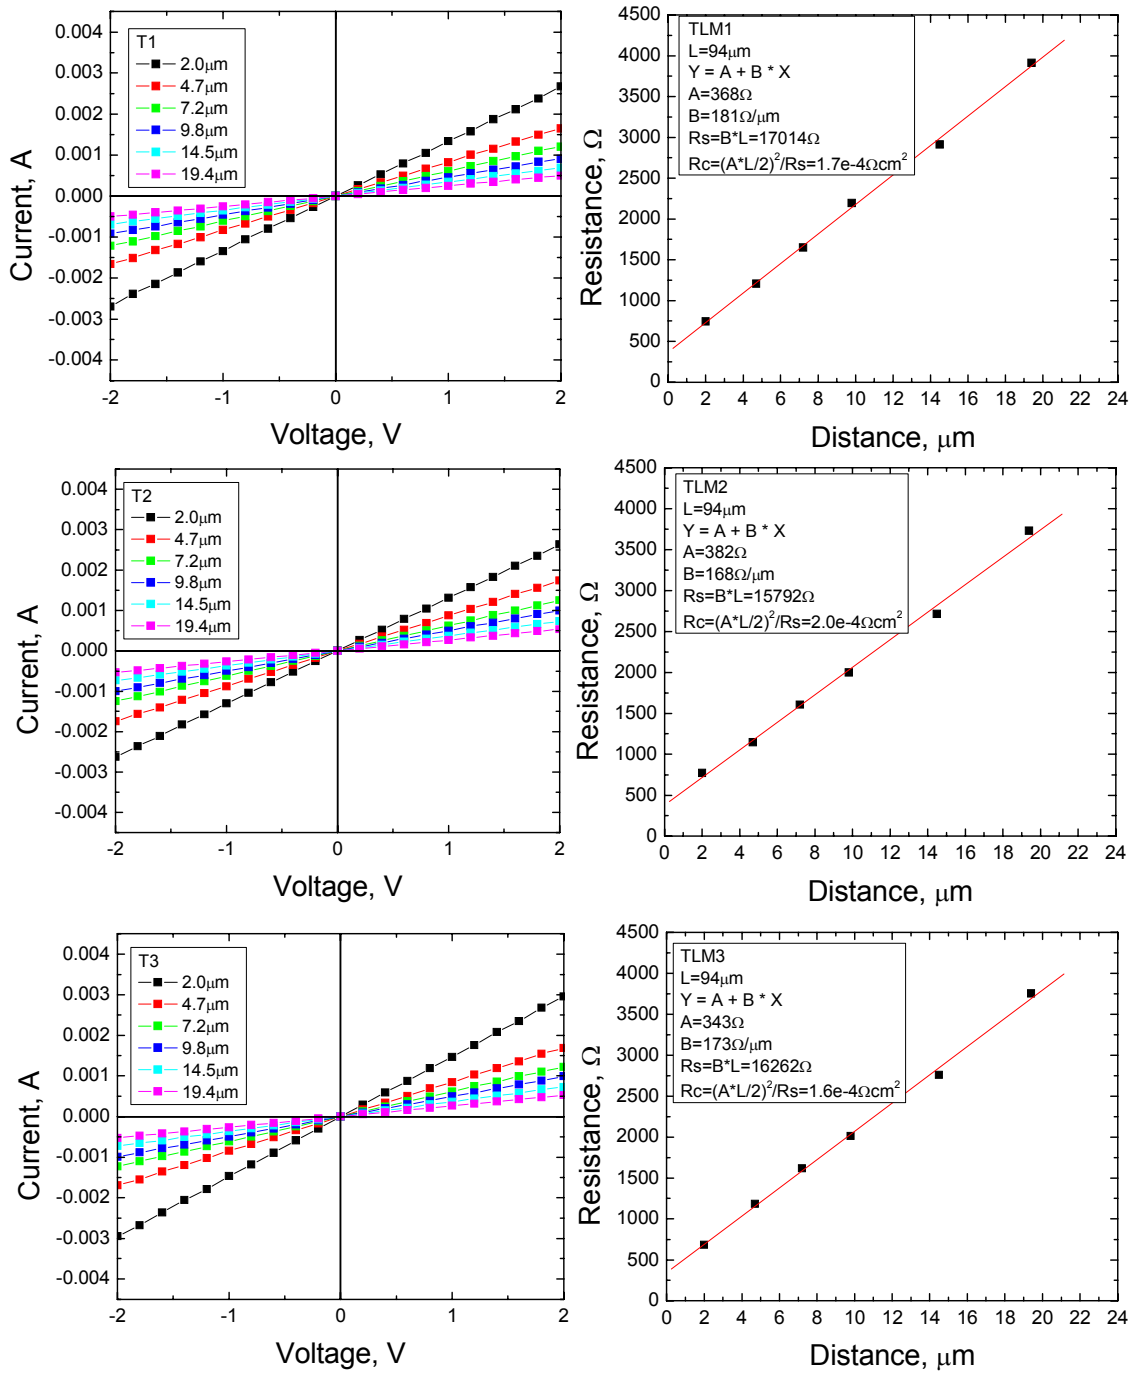 T1
2.0μm
4.7μm
7.2μm
9.8μm
14.5μm
19.4μm
0.004
0.003
0.002
0.001
0.000
-0.001
-0.002
-0.003
-0.004
Current, A
-2
-1
0
1
2
Voltage, V
TLM1
L=94μm
Y = A + B * X
A=368Ω
B=181Ω/μm
Rs=B*L=17014Ω
Rc=(A*L/2)²/Rs=1.7e-4Ωcm²
4500
4000
3500
3000
2500
2000
1500
1000
500
0
Resistance, Ω
0 2 4 6 8 10 12 14 16 18 20 22 24
Distance, μm
T2
2.0μm
4.7μm
7.2μm
9.8μm
14.5μm
19.4μm
0.004
0.003
0.002
0.001
0.000
-0.001
-0.002
-0.003
-0.004
Current, A
-2
-1
0
1
2
Voltage, V
TLM2
L=94μm
Y = A + B * X
A=382Ω
B=168Ω/μm
Rs=B*L=15792Ω
Rc=(A*L/2)²/Rs=2.0e-4Ωcm²
4500
4000
3500
3000
2500
2000
1500
1000
500
0
Resistance, Ω
0 2 4 6 8 10 12 14 16 18 20 22 24
Distance, μm
T3
2.0μm
4.7μm
7.2μm
9.8μm
14.5μm
19.4μm
0.004
0.003
0.002
0.001
0.000
-0.001
-0.002
-0.003
-0.004
Current, A
-2
-1
0
1
2
Voltage, V
TLM3
L=94μm
Y = A + B * X
A=343Ω
B=173Ω/μm
Rs=B*L=16262Ω
Rc=(A*L/2)²/Rs=1.6e-4Ωcm²
4500
4000
3500
3000
2500
2000
1500
1000
500
0
Resistance, Ω
0 2 4 6 8 10 12 14 16 18 20 22 24
Distance, μm